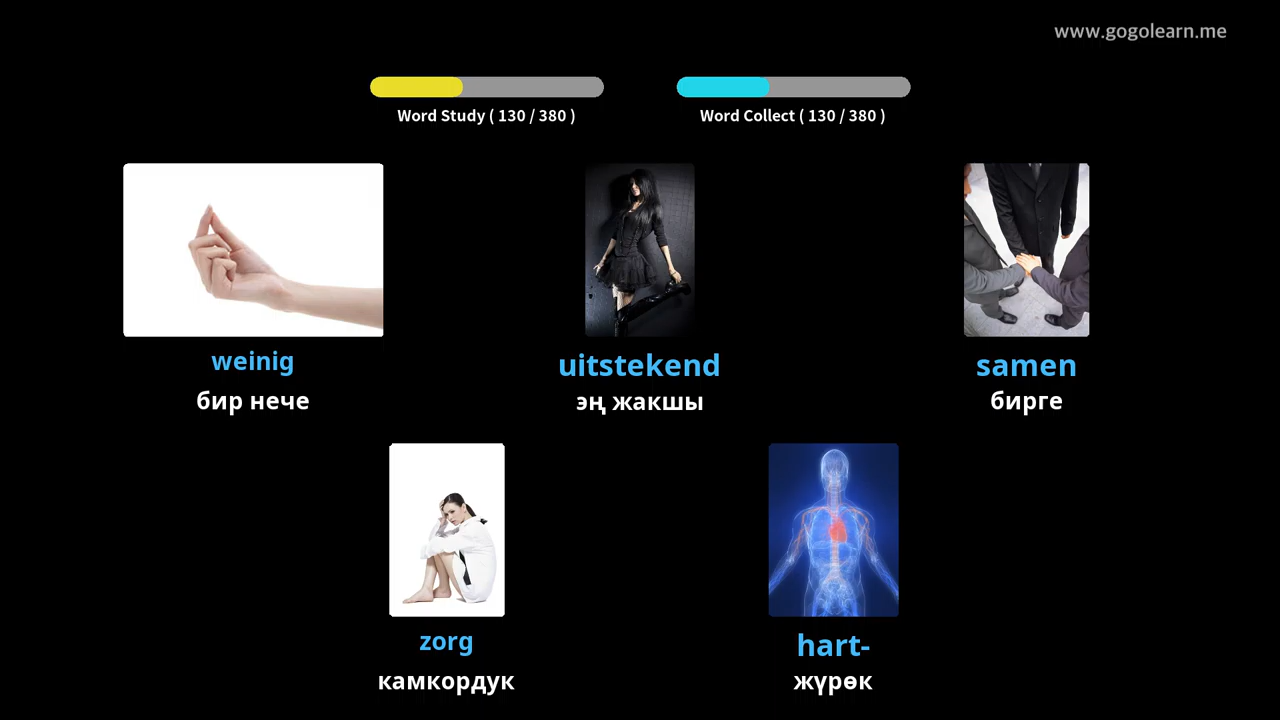 www.gogolearn.me
Word Study ( 130 / 380 )
Word Collect ( 130 / 380 )
weinig
бир нече
uitstekend
эң жакшы
samen
бирге
zorg
камкордук
hart-
жүрөк